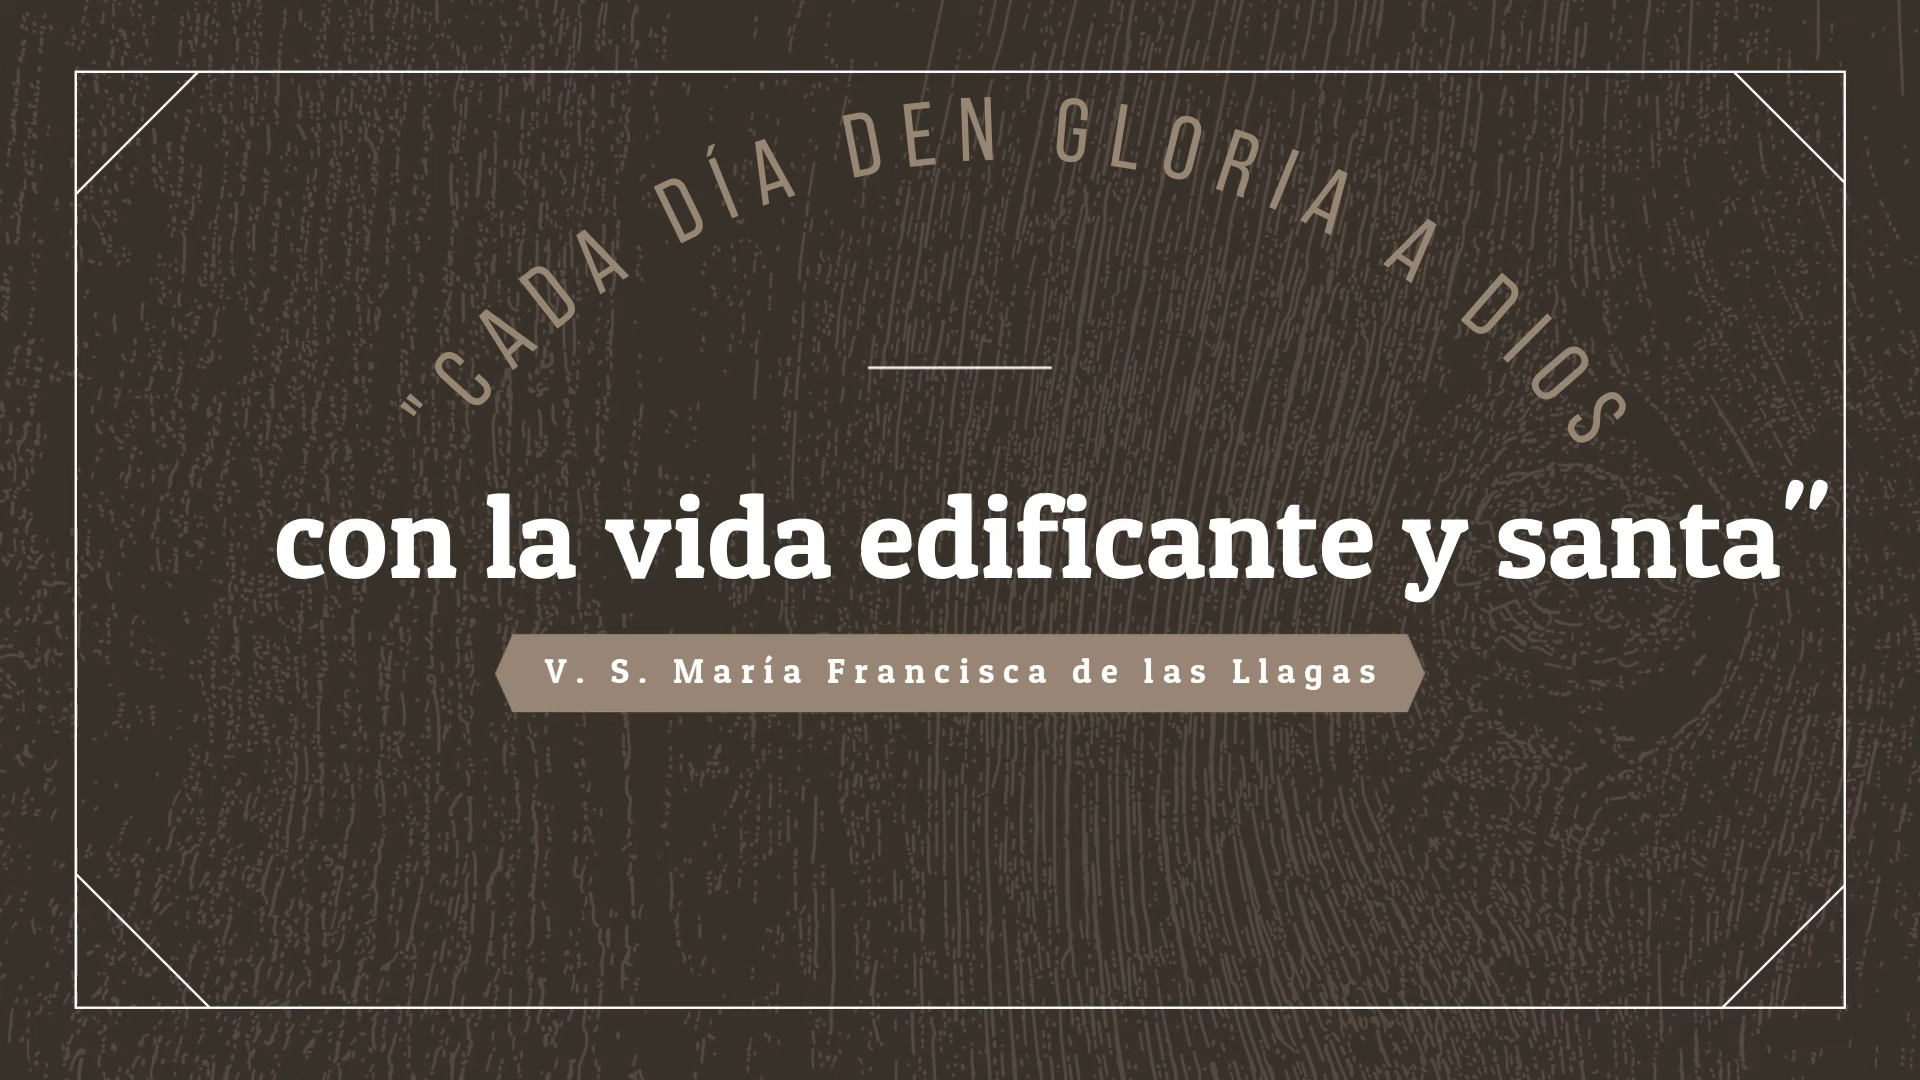 "CADA DÍA DEN GLORIA A DIOS
con la vida edificante y santa"
V. S. María Francisca de las Llagas